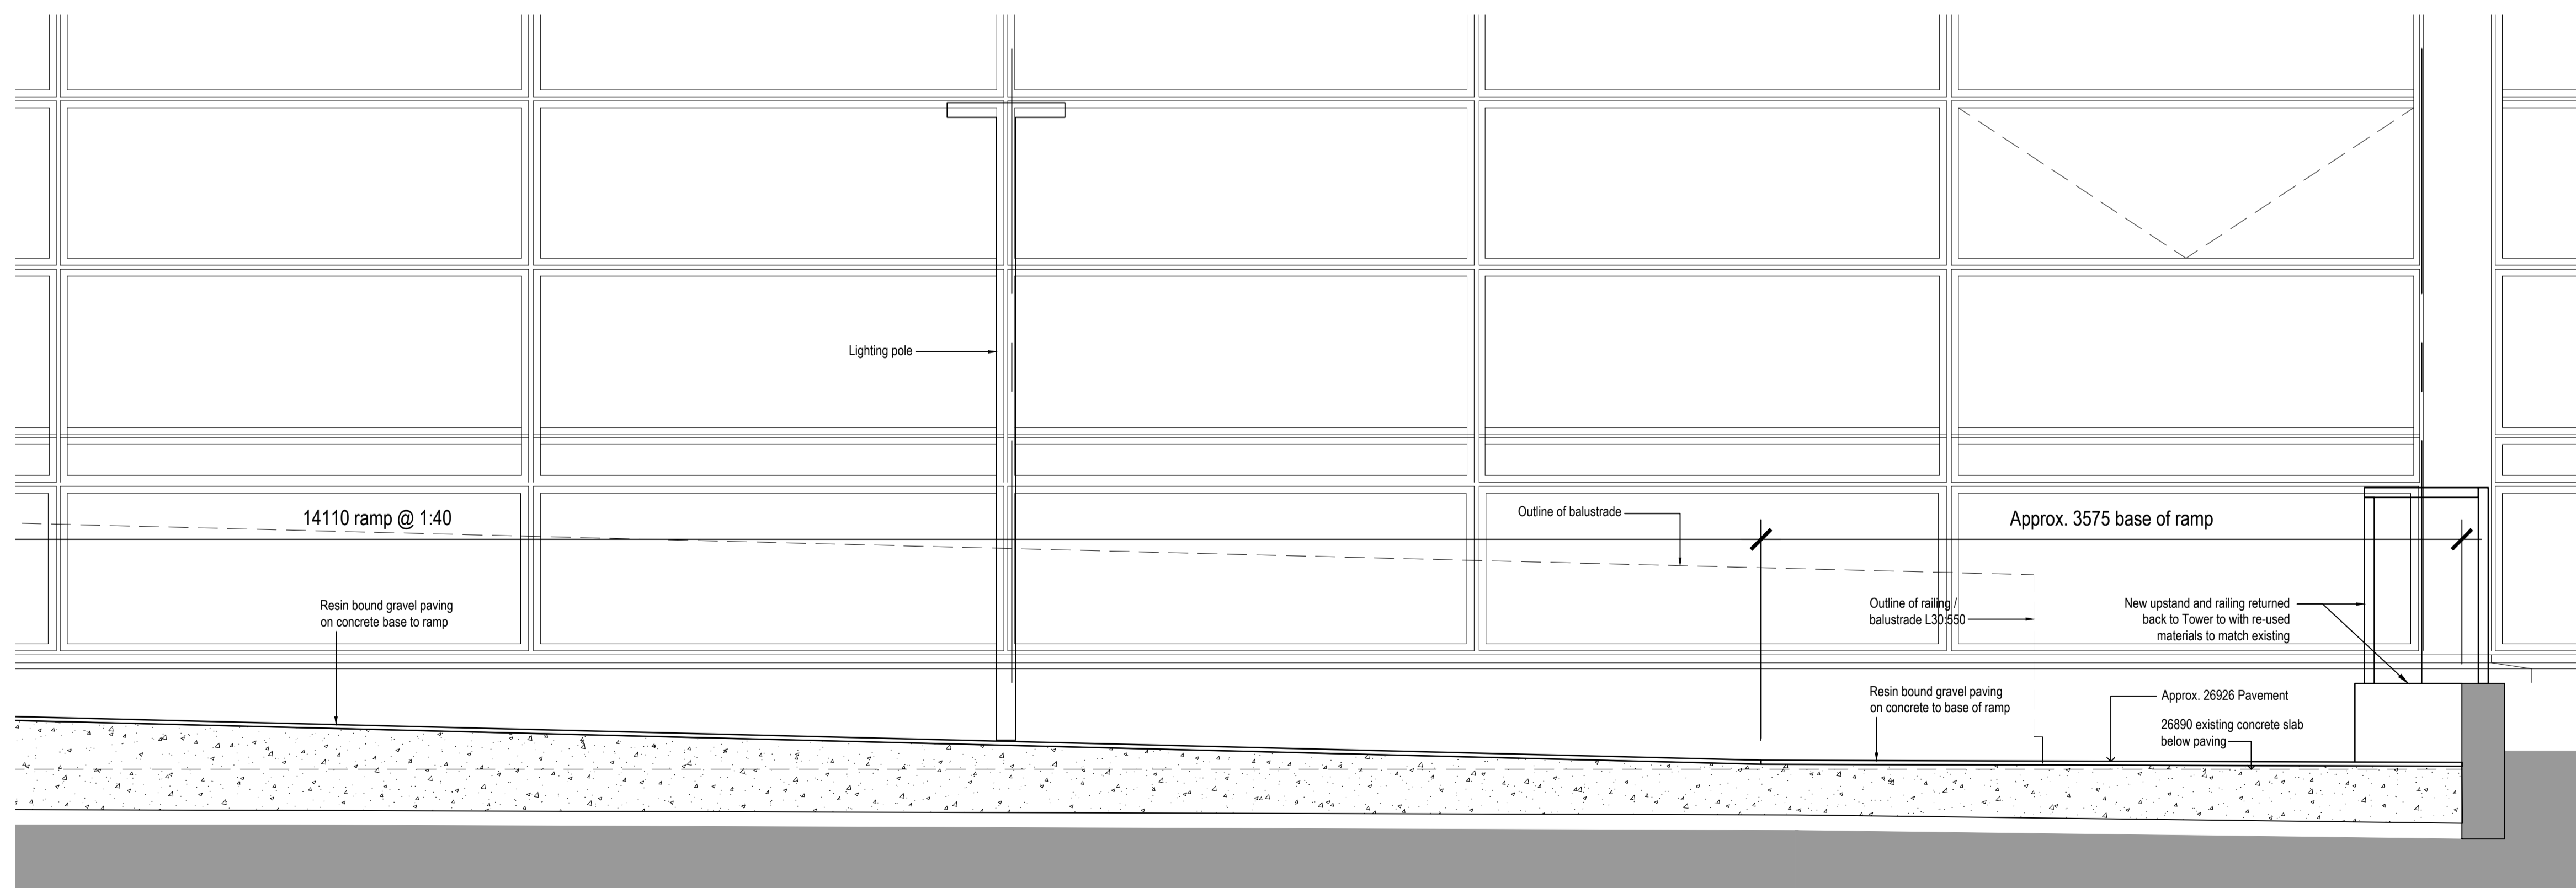 Lighting pole
14110 ramp @ 1:40
Outline of balustrade
Approx. 3575 base of ramp
Resin bound gravel paving
on concrete base to ramp
Outline of railing /
balustrade L30:550
New upstand and railing returned
back to Tower to with re-used
materials to match existing
Resin bound gravel paving
on concrete to base of ramp
Approx. 26926 Pavement
26890 existing concrete slab
below paving